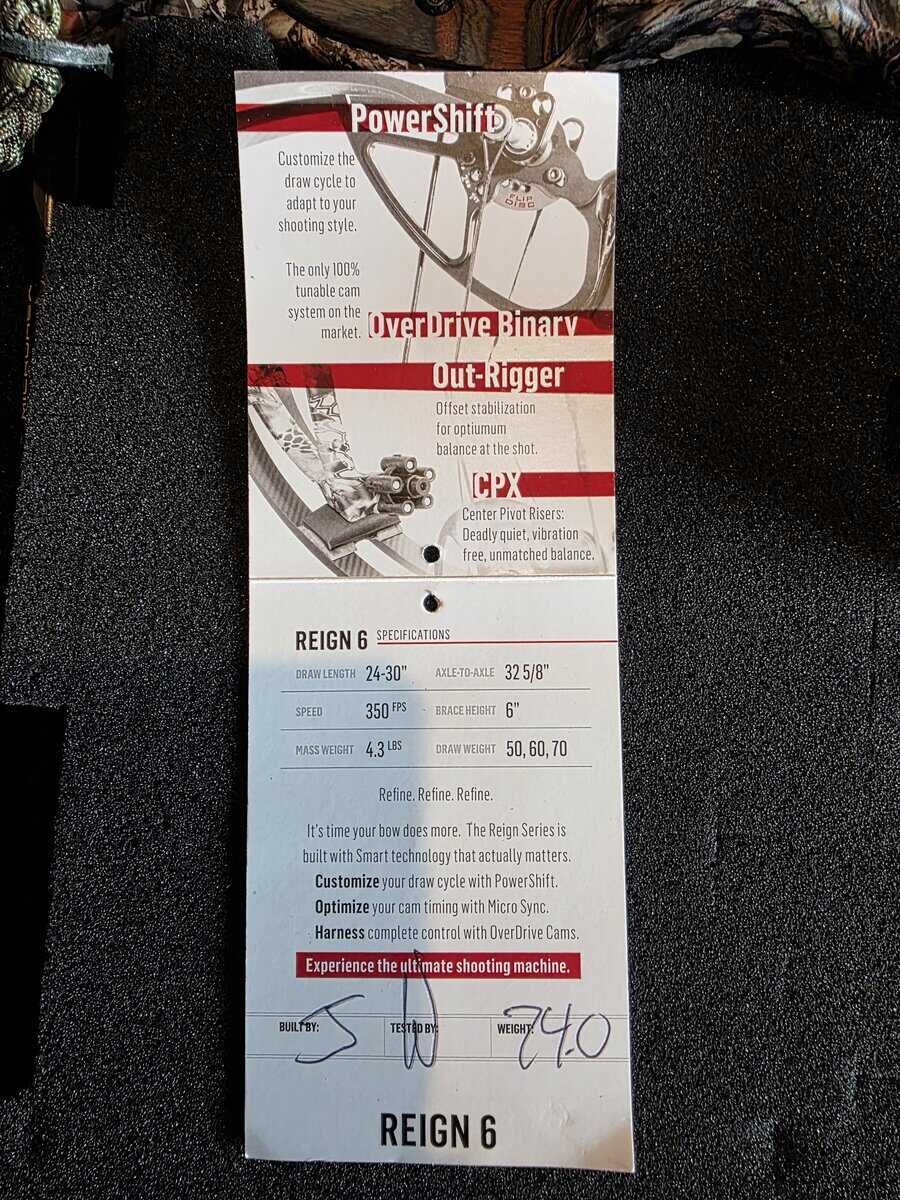 PowerShift
Customize the
draw cycle to
adapt to your
shooting style.
FLIP
DISC
The only 100%
tunable cam
system on the
market.
OverDrive Binary
Out-Rigger
Offset stabilization
for optiumum
balance at the shot.
CPX
Center Pivot Risers:
Deadly quiet, vibration
free, unmatched balance.
REIGN 6 SPECIFICATIONS
DRAW LENGTH 24-30" AXLE-TO-AXLE 32 5/8"
SPEED 350 FPS - BRACE HEIGHT 6"
MASS WEIGHT 4.3 LBS DRAW WEIGHT 50, 60, 70
Refine. Refine. Refine.
It's time your bow does more. The Reign Series is
built with Smart technology that actually matters.
Customize your draw cycle with PowerShift.
Optimize your cam timing with Micro Sync.
Harness complete control with OverDrive Cams.
Experience the ultimate shooting machine.
BUILT BY: J TESTED BY: W WEIGHT: 74.0
REIGN 6